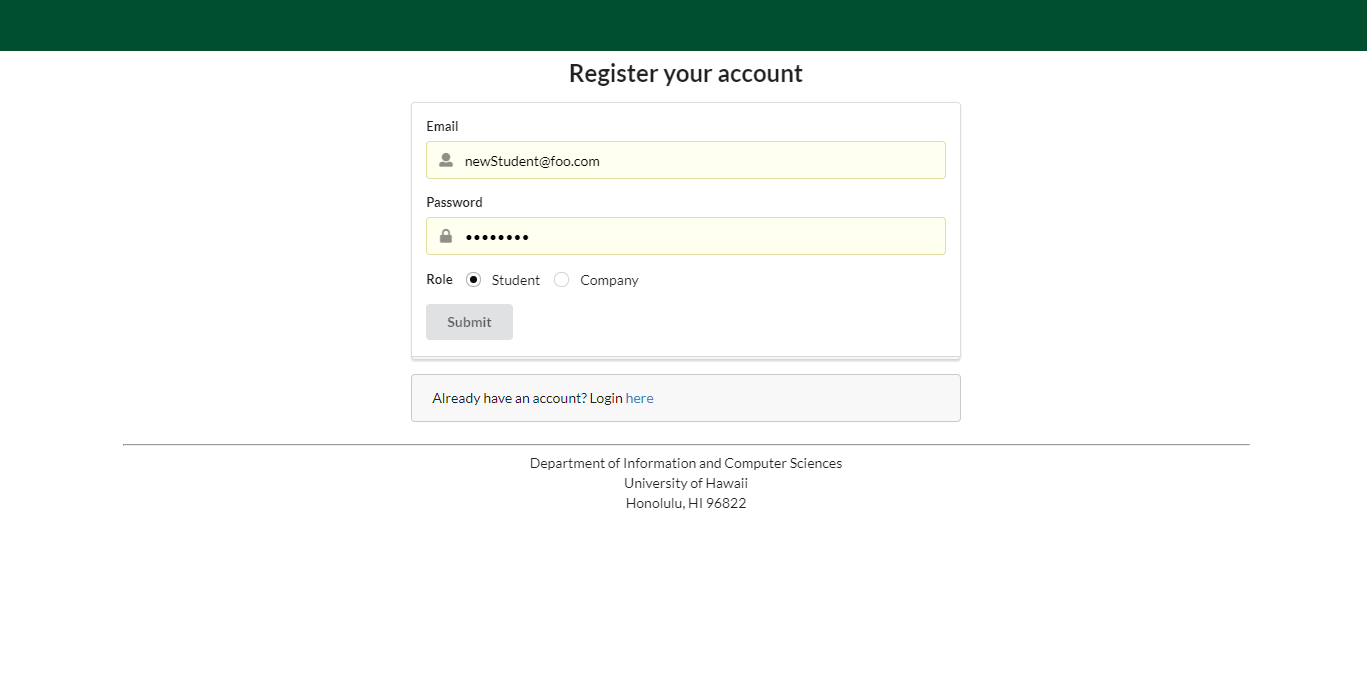 Register your account
Email
newStudent@foo.com
Password
••••••••
Role Student Company
Submit
Already have an account? Login here
Department of Information and Computer Sciences
University of Hawaii
Honolulu, HI 96822